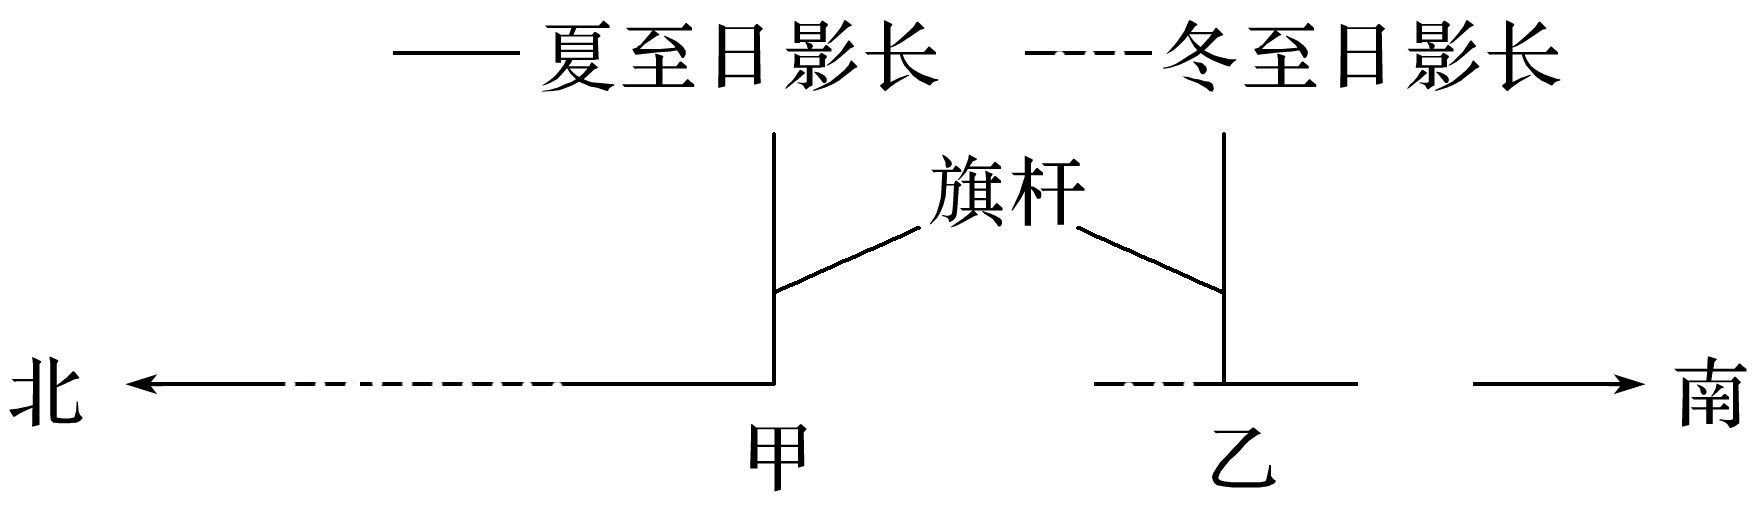 夏至日影长 冬至日影长
旗杆
北 南
甲 乙